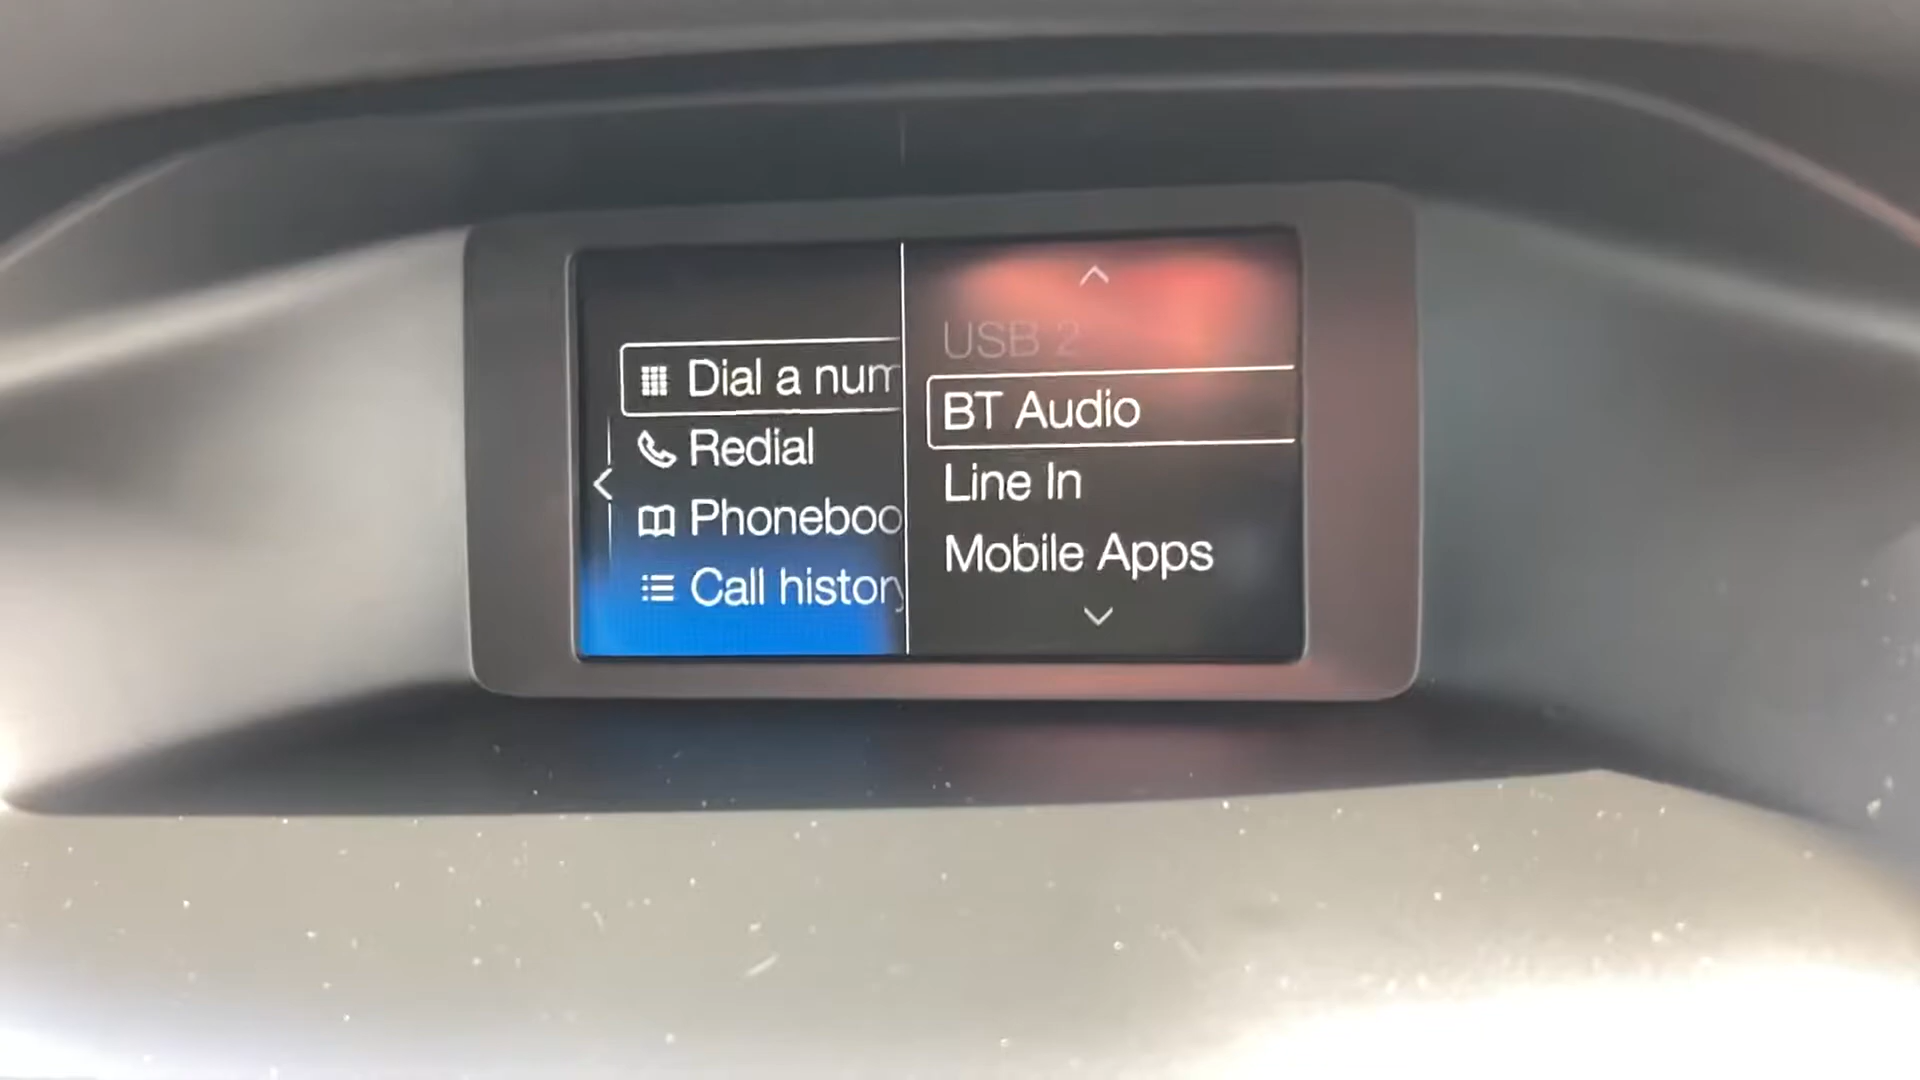 Dial a num
Redial
Phoneboo
Call history
USB 2
BT Audio
Line In
Mobile Apps